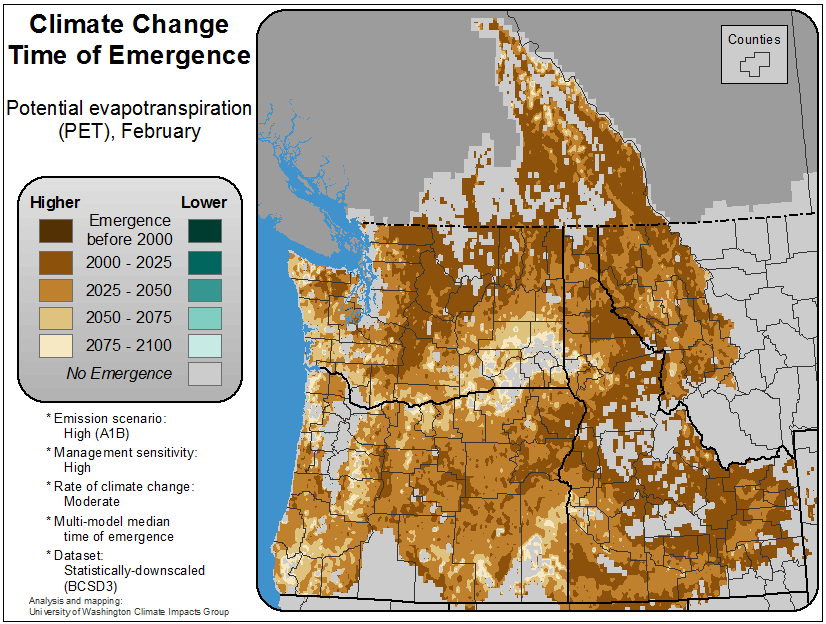 Climate Change
Time of Emergence
Potential evapotranspiration
(PET), February
Higher Lower
Emergence
before 2000
2000 - 2025
2025 - 2050
2050 - 2075
2075 - 2100
No Emergence
* Emission scenario:
High (A1B)
* Management sensitivity:
High
* Rate of climate change:
Moderate
* Multi-model median
time of emergence
* Dataset:
Statistically-downscaled
(BCSD3)
Analysis and mapping:
University of Washington Climate Impacts Group
Counties